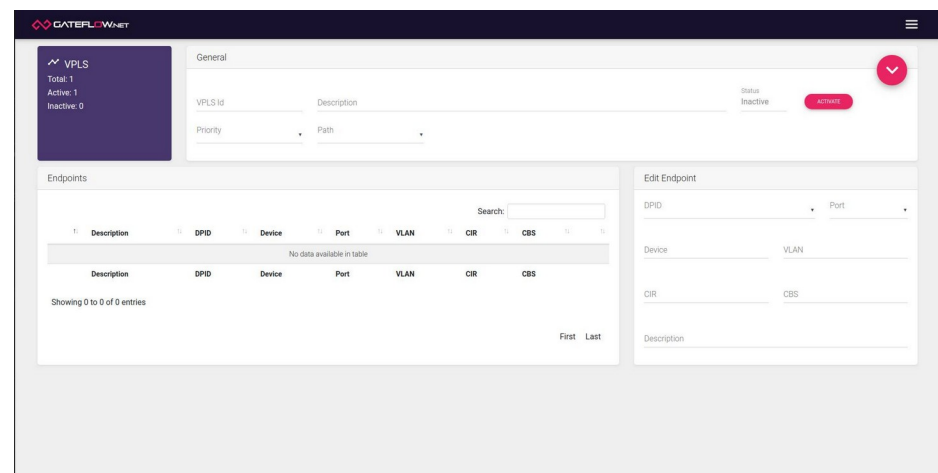 GATEFLOW.NET
VPLS
Total: 1
Active: 1
Inactive: 0
General
VPLS Id
Description
Status
Inactive
ACTIVATE
Priority
Path
Endpoints
Search:
Description DPID Device Port VLAN CIR CBS
No data available in table
Description DPID Device Port VLAN CIR CBS
Showing 0 to 0 of 0 entries
First Last
Edit Endpoint
DPID Port
Device VLAN
CIR CBS
Description